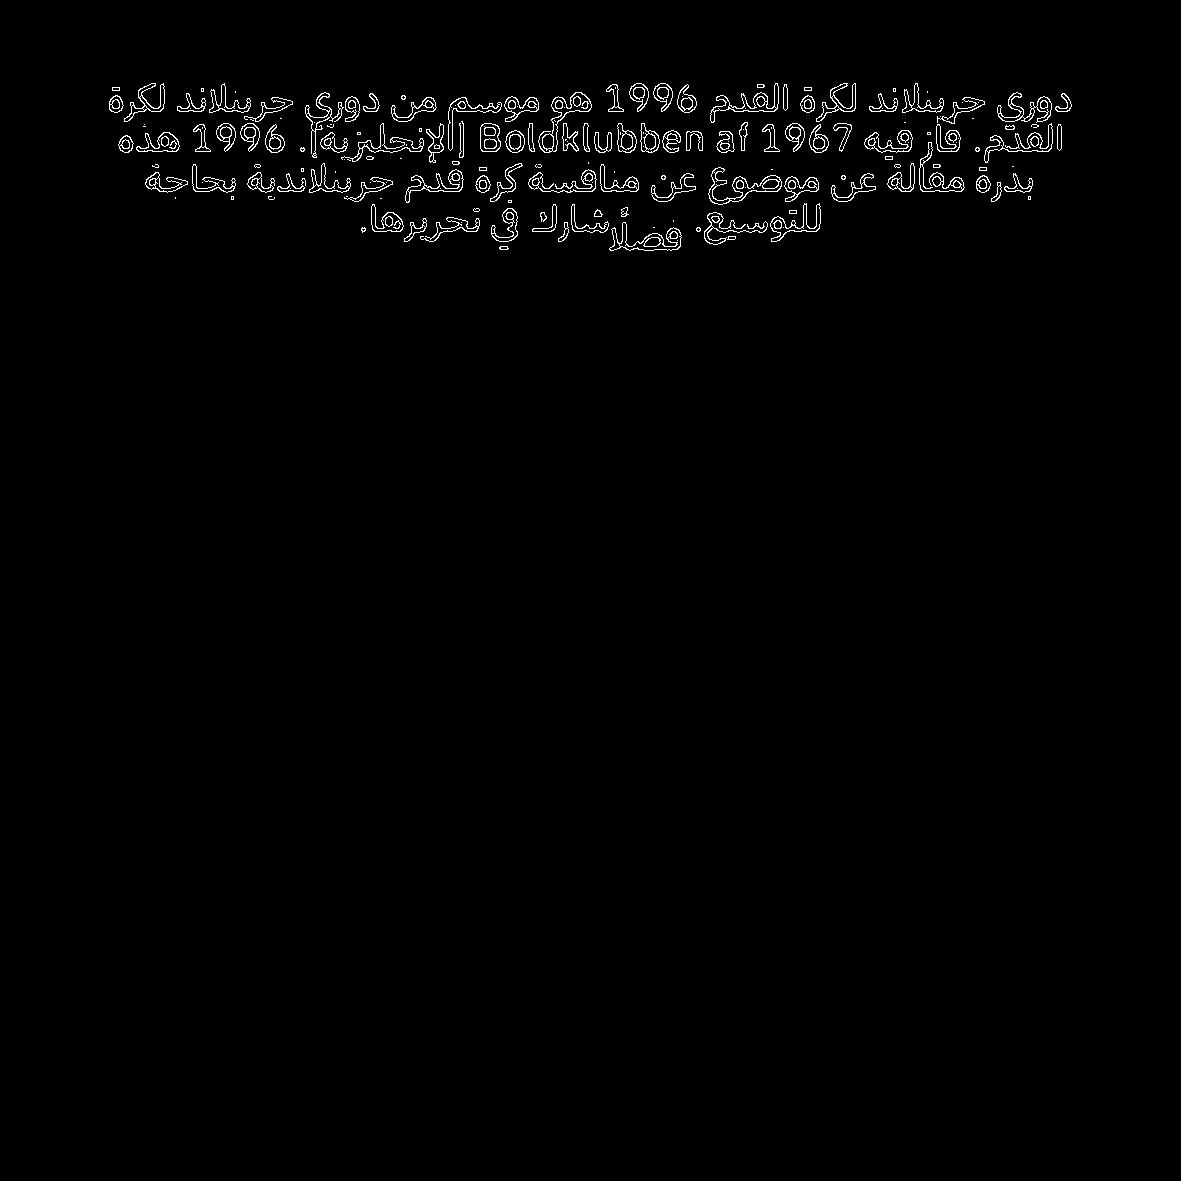 دوري جرينلاند لكرة القدم 1996 هو موسم من دوري جرينلاند لكرة
القدم. فاز فيه Boldklubben af 1967 [الإنجليزية]. 1996 هذه
بذرة مقالة عن موضوع عن منافسة كرة قدم جرينلاندية بحاجة
للتوسيع. فضلًا شارك في تحريرها.